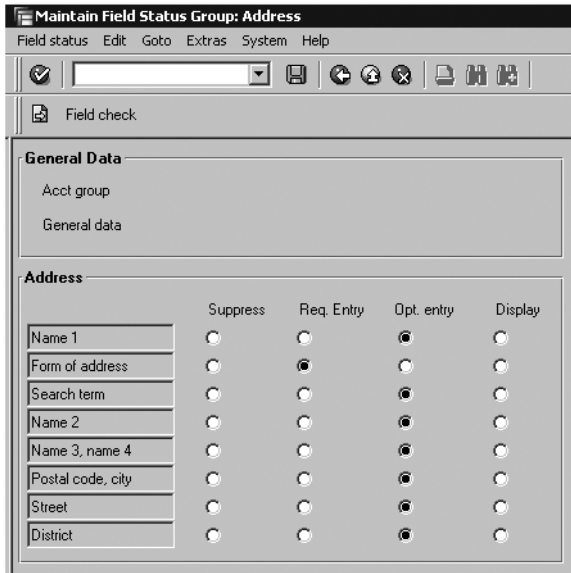 Maintain Field Status Group: Address
Field status Edit Goto Extras System Help
Field check
General Data
Acct group
General data
Address
Suppress Req. Entry Opt. entry Display
Name 1
Form of address
Search term
Name 2
Name 3, name 4
Postal code, city
Street
District